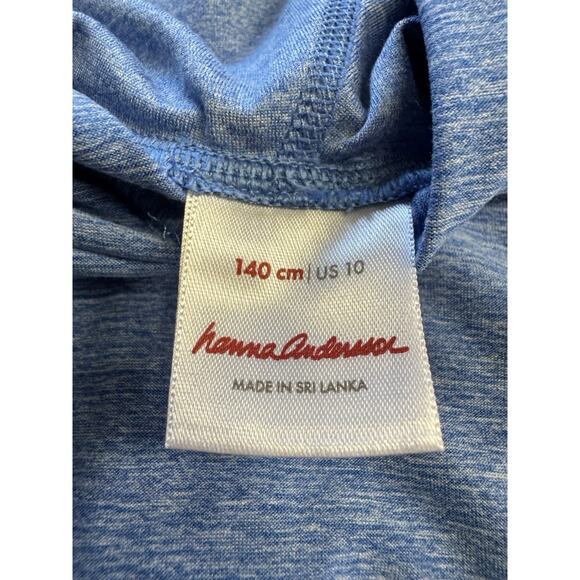 140 cm | US 10
hanna andersson
MADE IN SRI LANKA